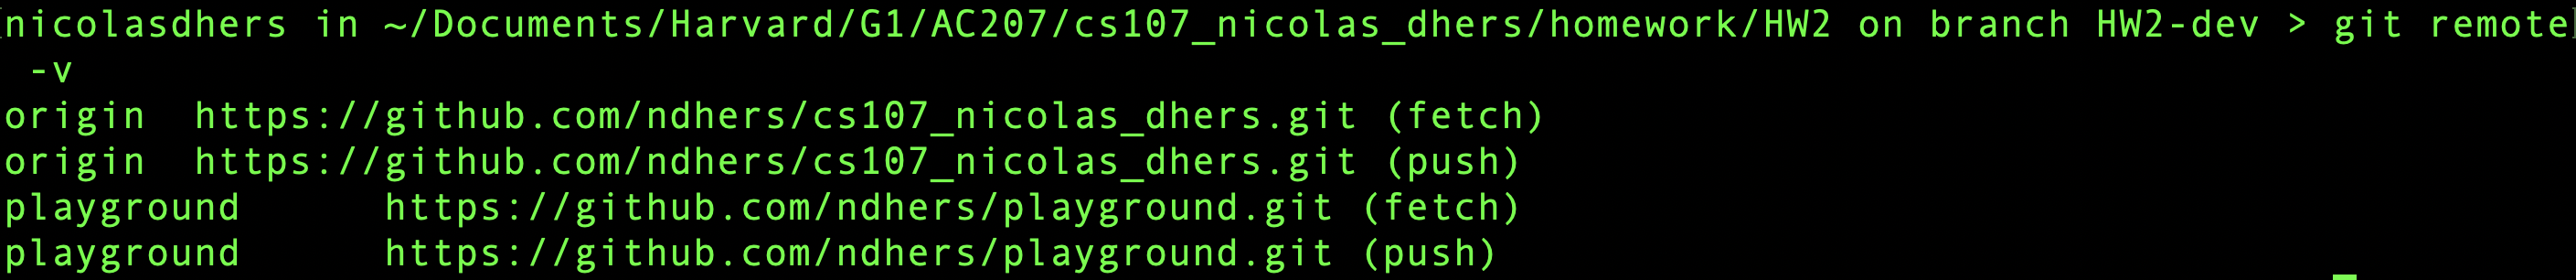 nicolasdhers in ~/Documents/Harvard/G1/AC207/cs107_nicolas_dhers/homework/HW2 on branch HW2-dev > git remote
-v
origin  https://github.com/ndhers/cs107_nicolas_dhers.git (fetch)
origin  https://github.com/ndhers/cs107_nicolas_dhers.git (push)
playground      https://github.com/ndhers/playground.git (fetch)
playground      https://github.com/ndhers/playground.git (push)